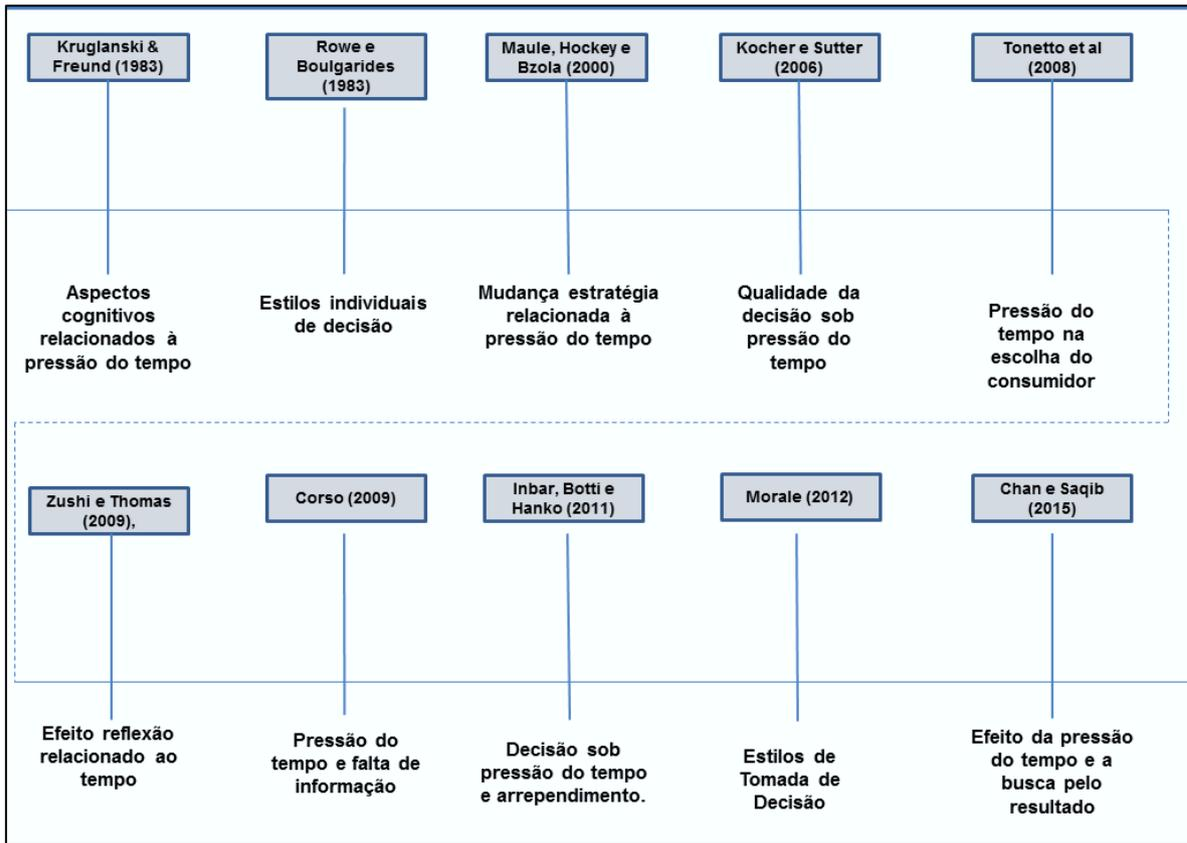 Kruglanski &
Freund (1983)
Rowe e
Boulgarides
(1983)
Maule, Hockey e
Bzola (2000)
Kocher e Sutter
(2006)
Tonetto et al
(2008)
Aspectos
cognitivos
relacionados à
pressão do tempo
Estilos individuais
de decisão
Mudança estratégia
relacionada à
pressão do tempo
Qualidade da
decisão sob
pressão do
tempo
Pressão do
tempo na
escolha do
consumidor
Zushi e Thomas
(2009),
Corso (2009)
Inbar, Botti e
Hanko (2011)
Morale (2012)
Chan e Saqib
(2015)
Efeito reflexão
relacionado ao
tempo
Pressão do
tempo e falta de
informação
Decisão sob
pressão do tempo
e arrependimento.
Estilos de
Tomada de
Decisão
Efeito da pressão
do tempo e a
busca pelo
resultado